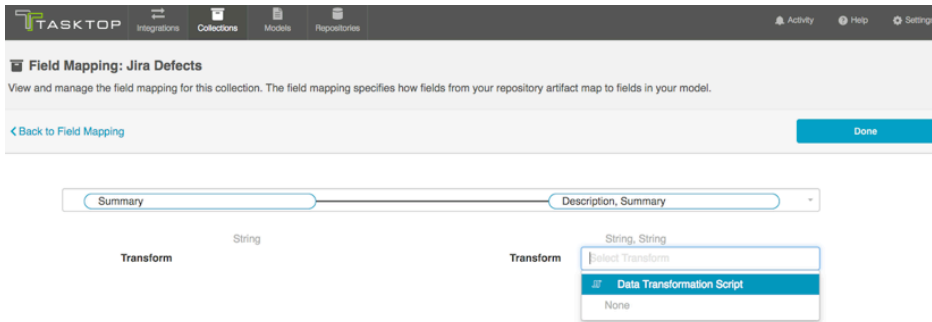 TASKTOP Integrations Collections Models Repositories Activity Help Settings
Field Mapping: Jira Defects
View and manage the field mapping for this collection. The field mapping specifies how fields from your repository artifact map to fields in your model.
Back to Field Mapping Done
Summary Description, Summary
String String, String
Transform Transform Select Transform
Data Transformation Script
None